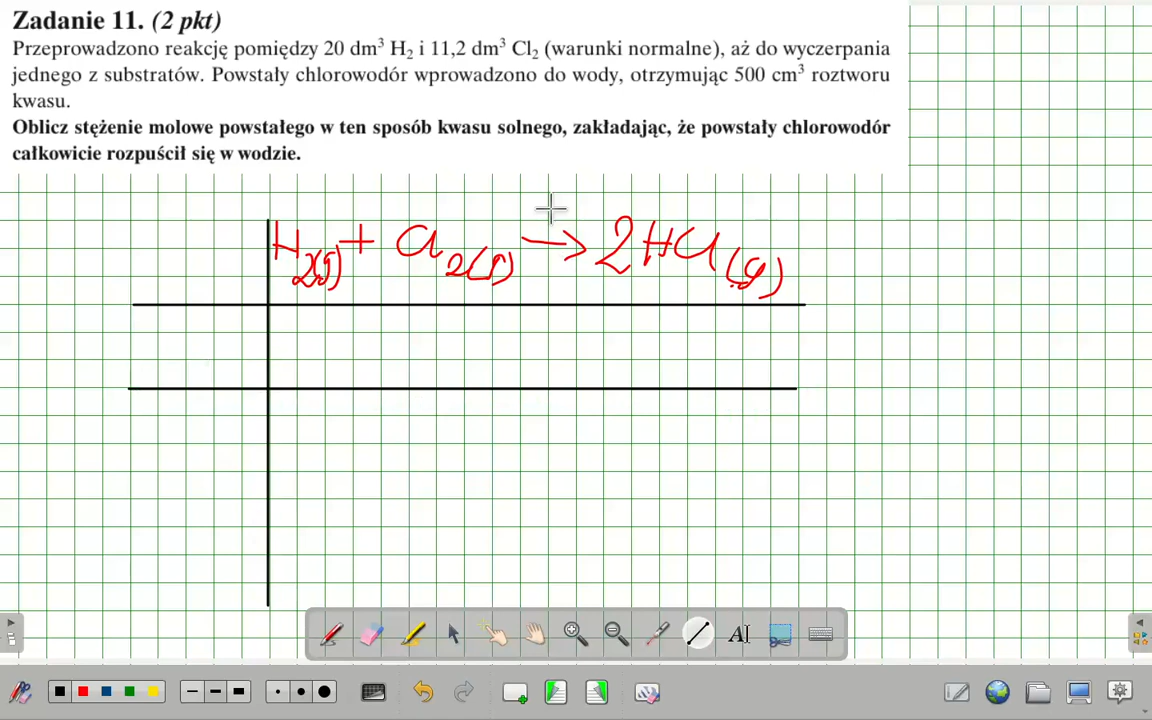 Zadanie 11. (2 pkt)
Przeprowadzono reakcję pomiędzy 20 dm³ H₂ i 11,2 dm³ Cl₂ (warunki normalne), aż do wyczerpania
jednego z substratów. Powstały chlorowodór wprowadzono do wody, otrzymując 500 cm³ roztworu
kwasu.
Oblicz stężenie molowe powstałego w ten sposób kwasu solnego, zakładając, że powstały chlorowodór
całkowicie rozpuścił się w wodzie.
H₂(g) + Cl₂(g) → 2HCl(g)
AI